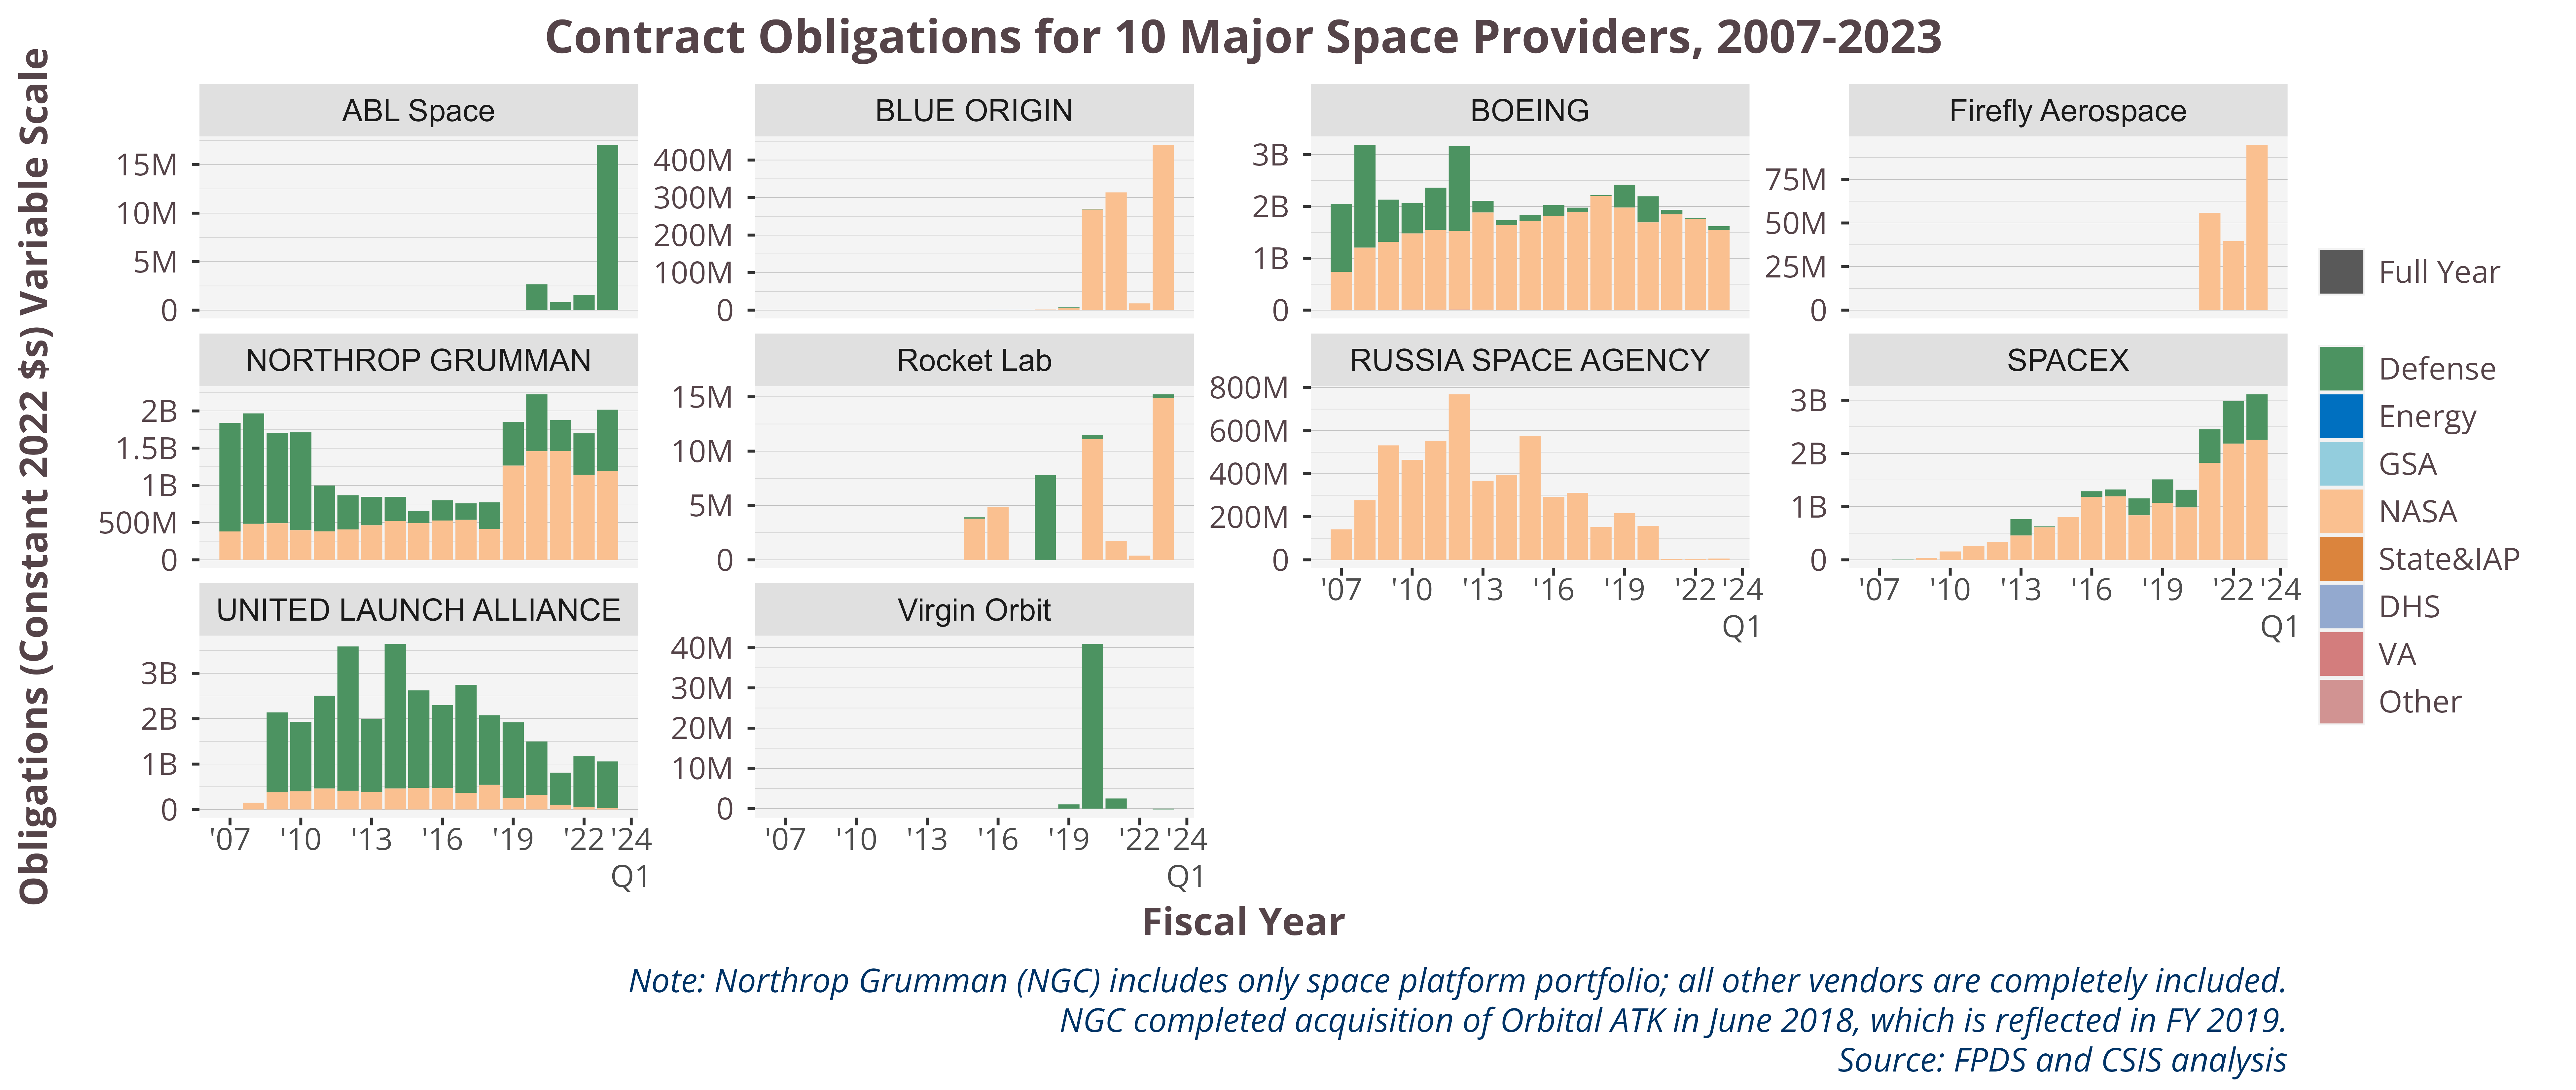 Contract Obligations for 10 Major Space Providers, 2007-2023
Obligations (Constant 2022 $s) Variable Scale
ABL Space
15M
10M
5M
0
BLUE ORIGIN
400M
300M
200M
100M
0
BOEING
3B
2B
1B
0
Firefly Aerospace
75M
50M
25M
0
NORTHROP GRUMMAN
2B
1.5B
1B
500M
0
Rocket Lab
15M
10M
5M
0
RUSSIA SPACE AGENCY
800M
600M
400M
200M
0
'07 '10 '13 '16 '19 '22 '24
Q1
SPACEX
3B
2B
1B
0
'07 '10 '13 '16 '19 '22 '24
Q1
UNITED LAUNCH ALLIANCE
3B
2B
1B
0
'07 '10 '13 '16 '19 '22 '24
Q1
Virgin Orbit
40M
30M
20M
10M
0
'07 '10 '13 '16 '19 '22 '24
Q1
Full Year
Defense
Energy
GSA
NASA
State&IAP
DHS
VA
Other
Fiscal Year
Note: Northrop Grumman (NGC) includes only space platform portfolio; all other vendors are completely included.
NGC completed acquisition of Orbital ATK in June 2018, which is reflected in FY 2019.
Source: FPDS and CSIS analysis